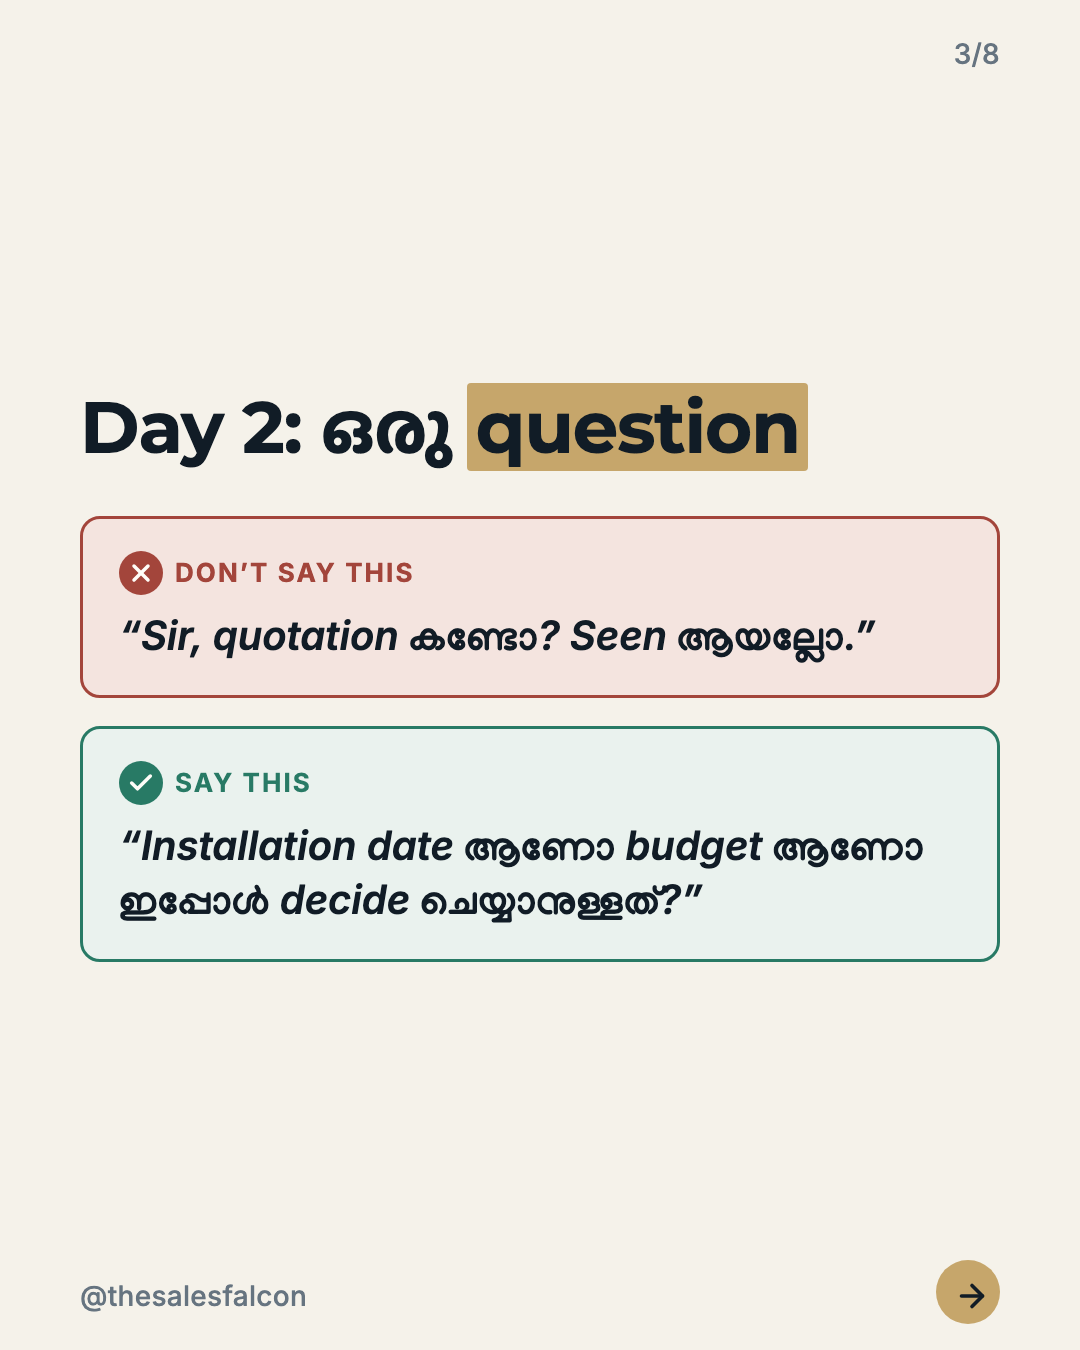 3/8
Day 2: ഒരു question
DON’T SAY THIS
“Sir, quotation കണ്ടോ? Seen ആയല്ലോ.”
SAY THIS
“Installation date ആണോ budget ആണോ
ഇപ്പോൾ decide ചെയ്യാനുള്ളത്?”
@thesalesfalcon